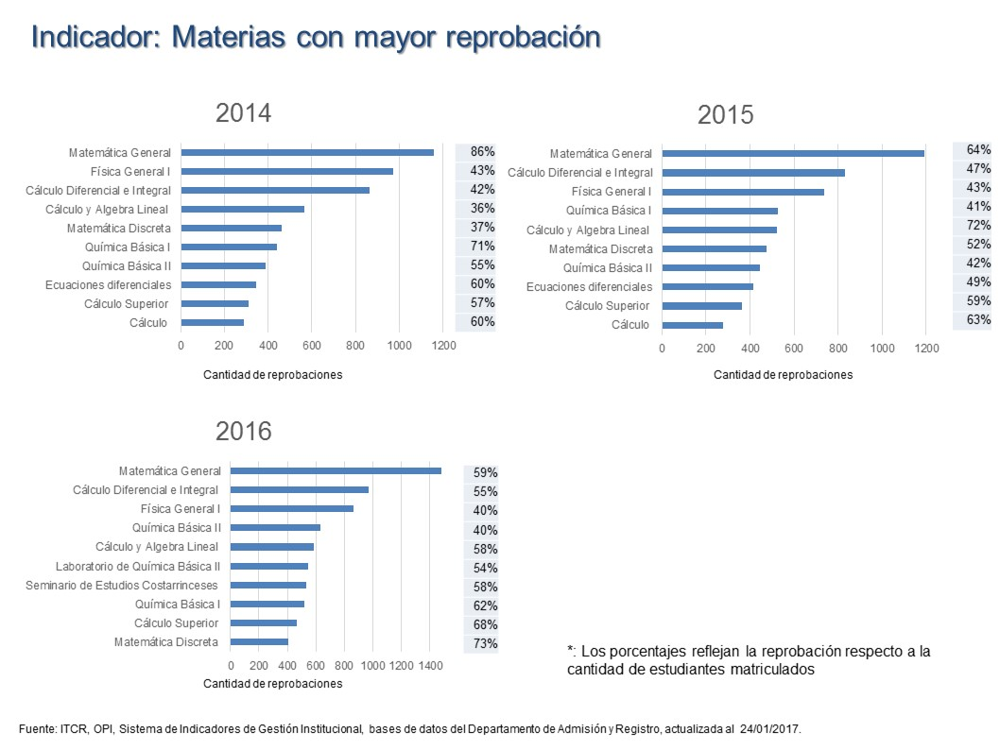 Indicador: Materias con mayor reprobación
2014
Matemática General 86%
Física General I 43%
Cálculo Diferencial e Integral 42%
Cálculo y Algebra Lineal 36%
Matemática Discreta 37%
Química Básica I 71%
Química Básica II 55%
Ecuaciones diferenciales 60%
Cálculo Superior 57%
Cálculo 60%
0 200 400 600 800 1000 1200
Cantidad de reprobaciones
2015
Matemática General 64%
Cálculo Diferencial e Integral 47%
Física General I 43%
Química Básica I 41%
Cálculo y Algebra Lineal 72%
Matemática Discreta 52%
Química Básica II 42%
Ecuaciones diferenciales 49%
Cálculo Superior 59%
Cálculo 63%
0 200 400 600 800 1000 1200
Cantidad de reprobaciones
2016
Matemática General 59%
Cálculo Diferencial e Integral 55%
Física General I 40%
Química Básica II 40%
Cálculo y Algebra Lineal 58%
Laboratorio de Química Básica II 54%
Seminario de Estudios Costarrinceses 58%
Química Básica I 62%
Cálculo Superior 68%
Matemática Discreta 73%
0 200 400 600 800 1000 1200 1400
Cantidad de reprobaciones
*: Los porcentajes reflejan la reprobación respecto a la
cantidad de estudiantes matriculados
Fuente: ITCR, OPI, Sistema de Indicadores de Gestión Institucional, bases de datos del Departamento de Admisión y Registro, actualizada al 24/01/2017.